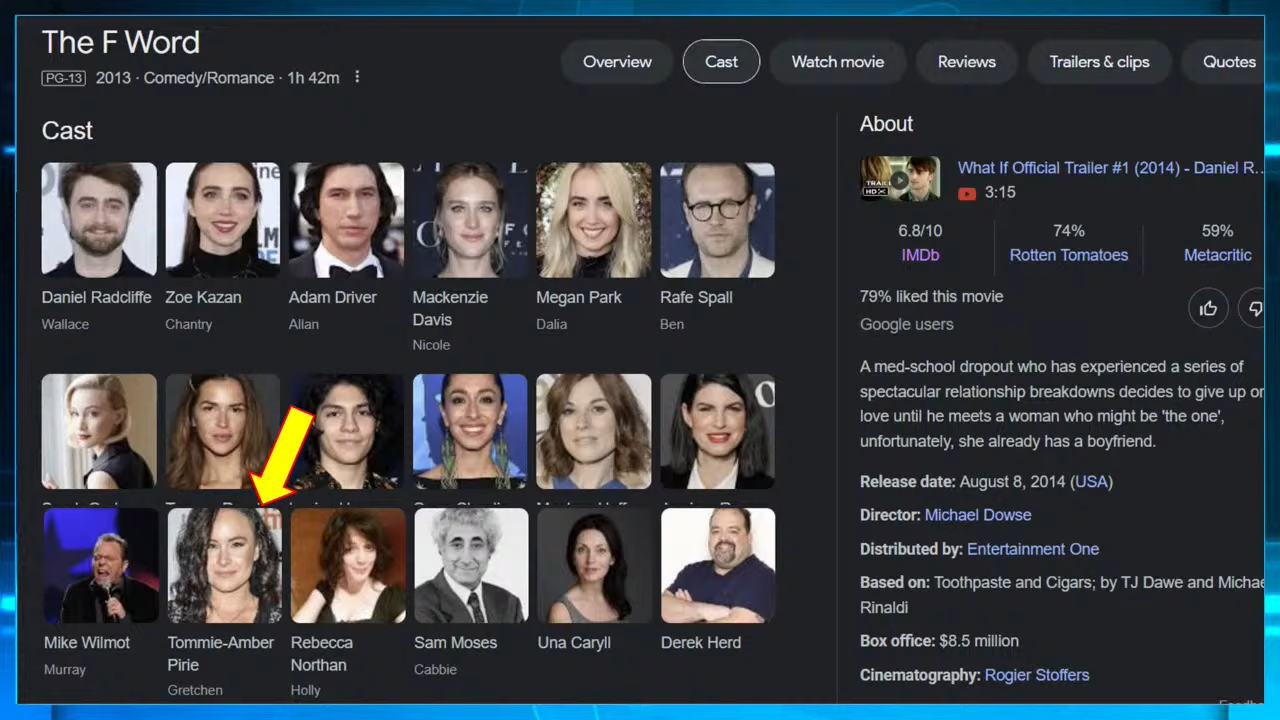 The F Word
PG-13 2013 · Comedy/Romance · 1h 42m
Overview
Cast
Watch movie
Reviews
Trailers & clips
Quotes
Cast
Daniel Radcliffe
Wallace
Zoe Kazan
Chantry
Adam Driver
Allan
Mackenzie
Davis
Nicole
Megan Park
Dalia
Rafe Spall
Ben
Mike Wilmot
Murray
Tommie-Amber
Pirie
Gretchen
Rebecca
Northan
Holly
Sam Moses
Cabbie
Una Caryll
Derek Herd
About
TRAILE
HD
What If Official Trailer #1 (2014) - Daniel R...
3:15
6.8/10
IMDb
74%
Rotten Tomatoes
59%
Metacritic
79% liked this movie
Google users
A med-school dropout who has experienced a series of
spectacular relationship breakdowns decides to give up or
love until he meets a woman who might be 'the one',
unfortunately, she already has a boyfriend.
Release date: August 8, 2014 (USA)
Director: Michael Dowse
Distributed by: Entertainment One
Based on: Toothpaste and Cigars; by TJ Dawe and Michae
Rinaldi
Box office: $8.5 million
Cinematography: Rogier Stoffers